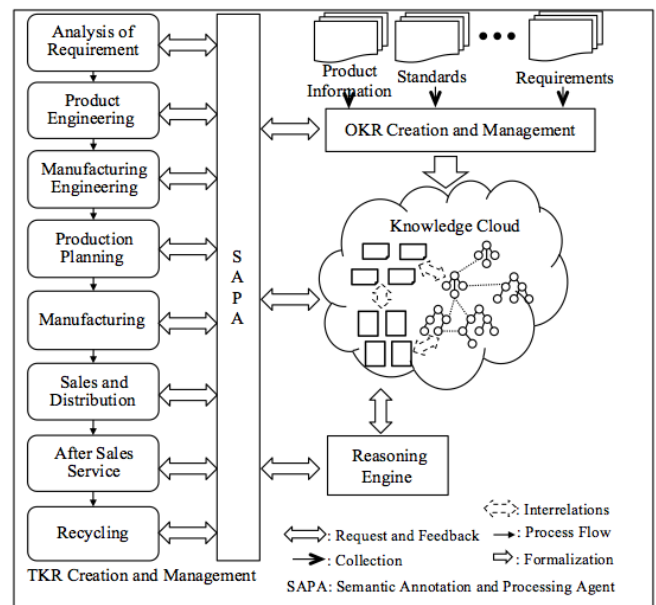 Analysis of
Requirement
Product
Engineering
Manufacturing
Engineering
Production
Planning
Manufacturing
Sales and
Distribution
After Sales
Service
Recycling
TKR Creation and Management
S
A
P
A
Product
Information
Standards
Requirements
OKR Creation and Management
Knowledge Cloud
Reasoning
Engine
: Interrelations
: Request and Feedback
: Process Flow
: Collection
: Formalization
SAPA: Semantic Annotation and Processing Agent